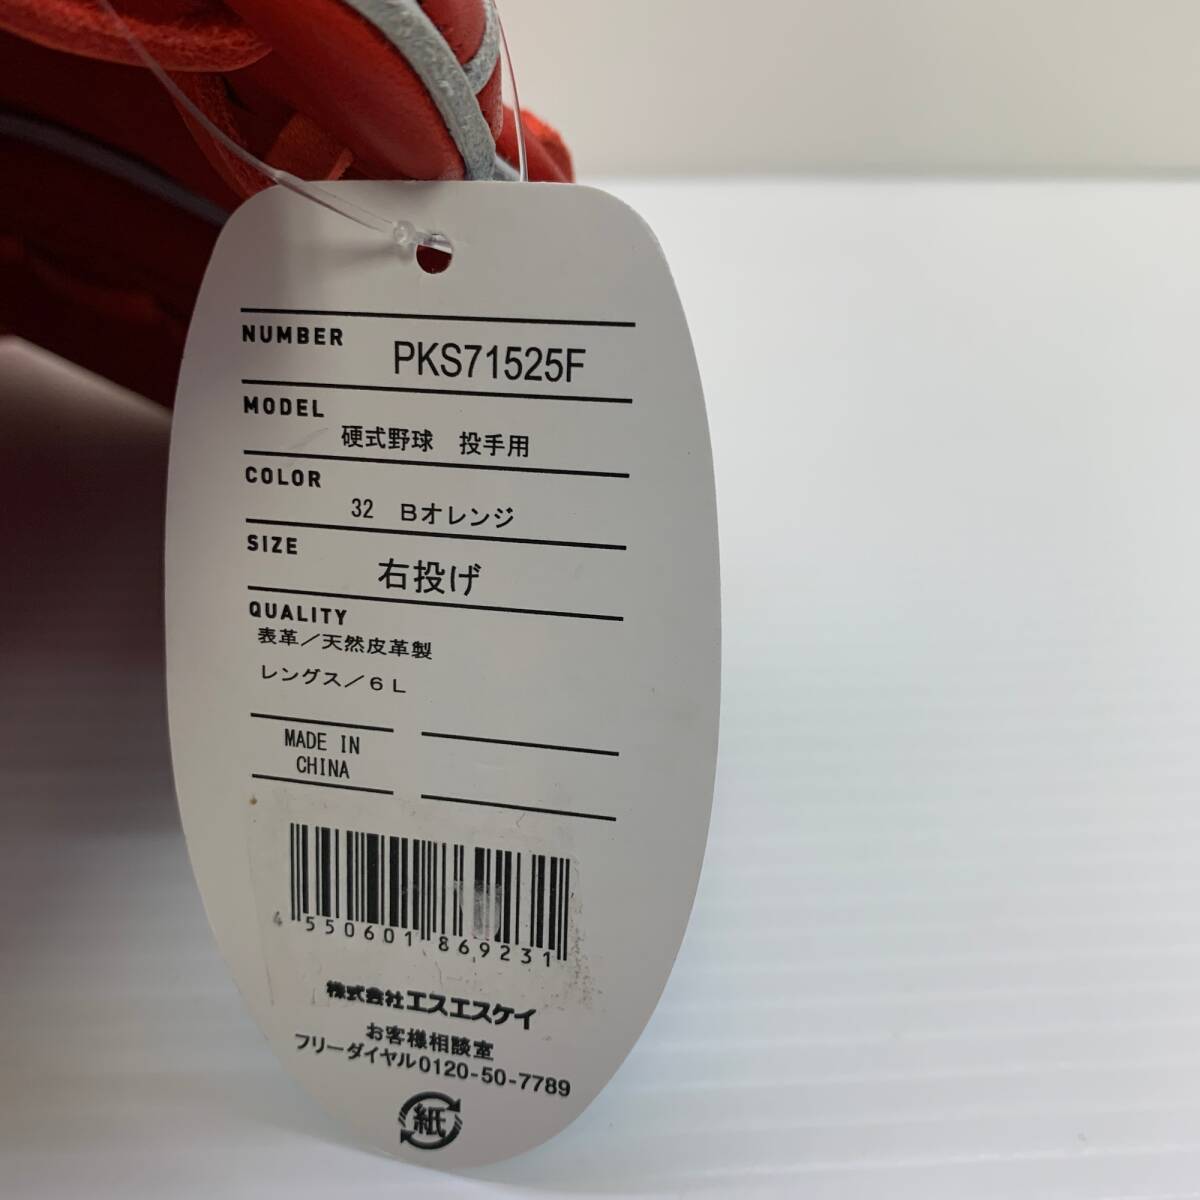 NUMBER PKS71525F
MODEL
硬式野球　投手用
COLOR
32　Bオレンジ
SIZE
右投げ
QUALITY
表革／天然皮革製
レングス／6L
MADE IN
CHINA
4 550601 869231
株式会社エスエスケイ
お客様相談室
フリーダイヤル0120-50-7789
紙